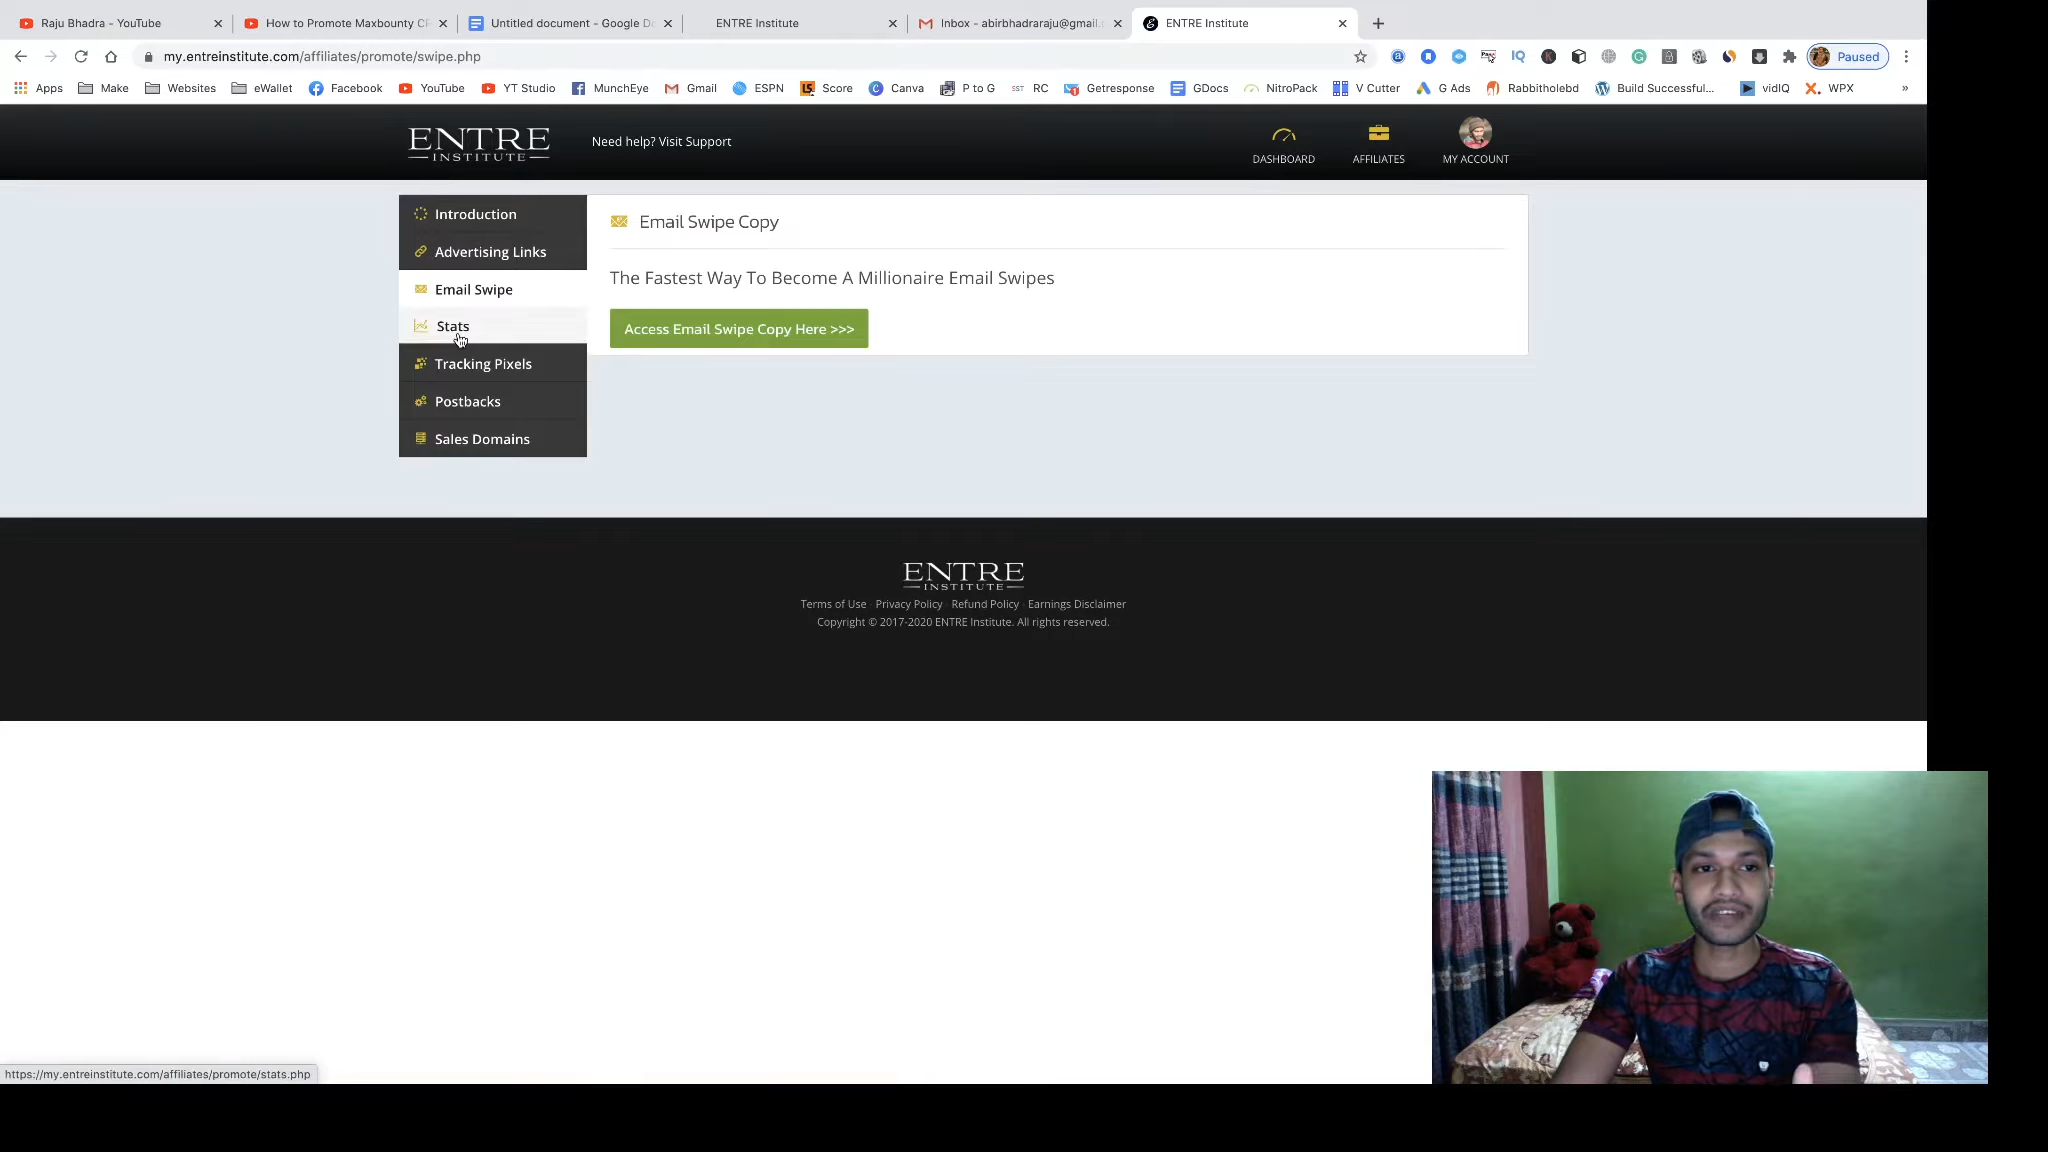 Raju Bhadra - YouTube
How to Promote Maxbounty CP
Untitled document - Google Do
ENTRE Institute
Inbox - abirbhadraraju@gmail.c
ENTRE Institute
my.entreinstitute.com/affiliates/promote/swipe.php
Paused
Apps
Make
Websites
eWallet
Facebook
YouTube
YT Studio
MunchEye
Gmail
ESPN
Score
Canva
P to G
SST RC
Getresponse
GDocs
NitroPack
V Cutter
G Ads
Rabbitholebd
Build Successful...
vidIQ
WPX
»
ENTRE
INSTITUTE
Need help? Visit Support
DASHBOARD
AFFILIATES
MY ACCOUNT
Introduction
Advertising Links
Email Swipe
Stats
Tracking Pixels
Postbacks
Sales Domains
Email Swipe Copy
The Fastest Way To Become A Millionaire Email Swipes
Access Email Swipe Copy Here >>>
ENTRE
INSTITUTE
Terms of Use · Privacy Policy · Refund Policy · Earnings Disclaimer
Copyright © 2017-2020 ENTRE Institute. All rights reserved.
https://my.entreinstitute.com/affiliates/promote/stats.php